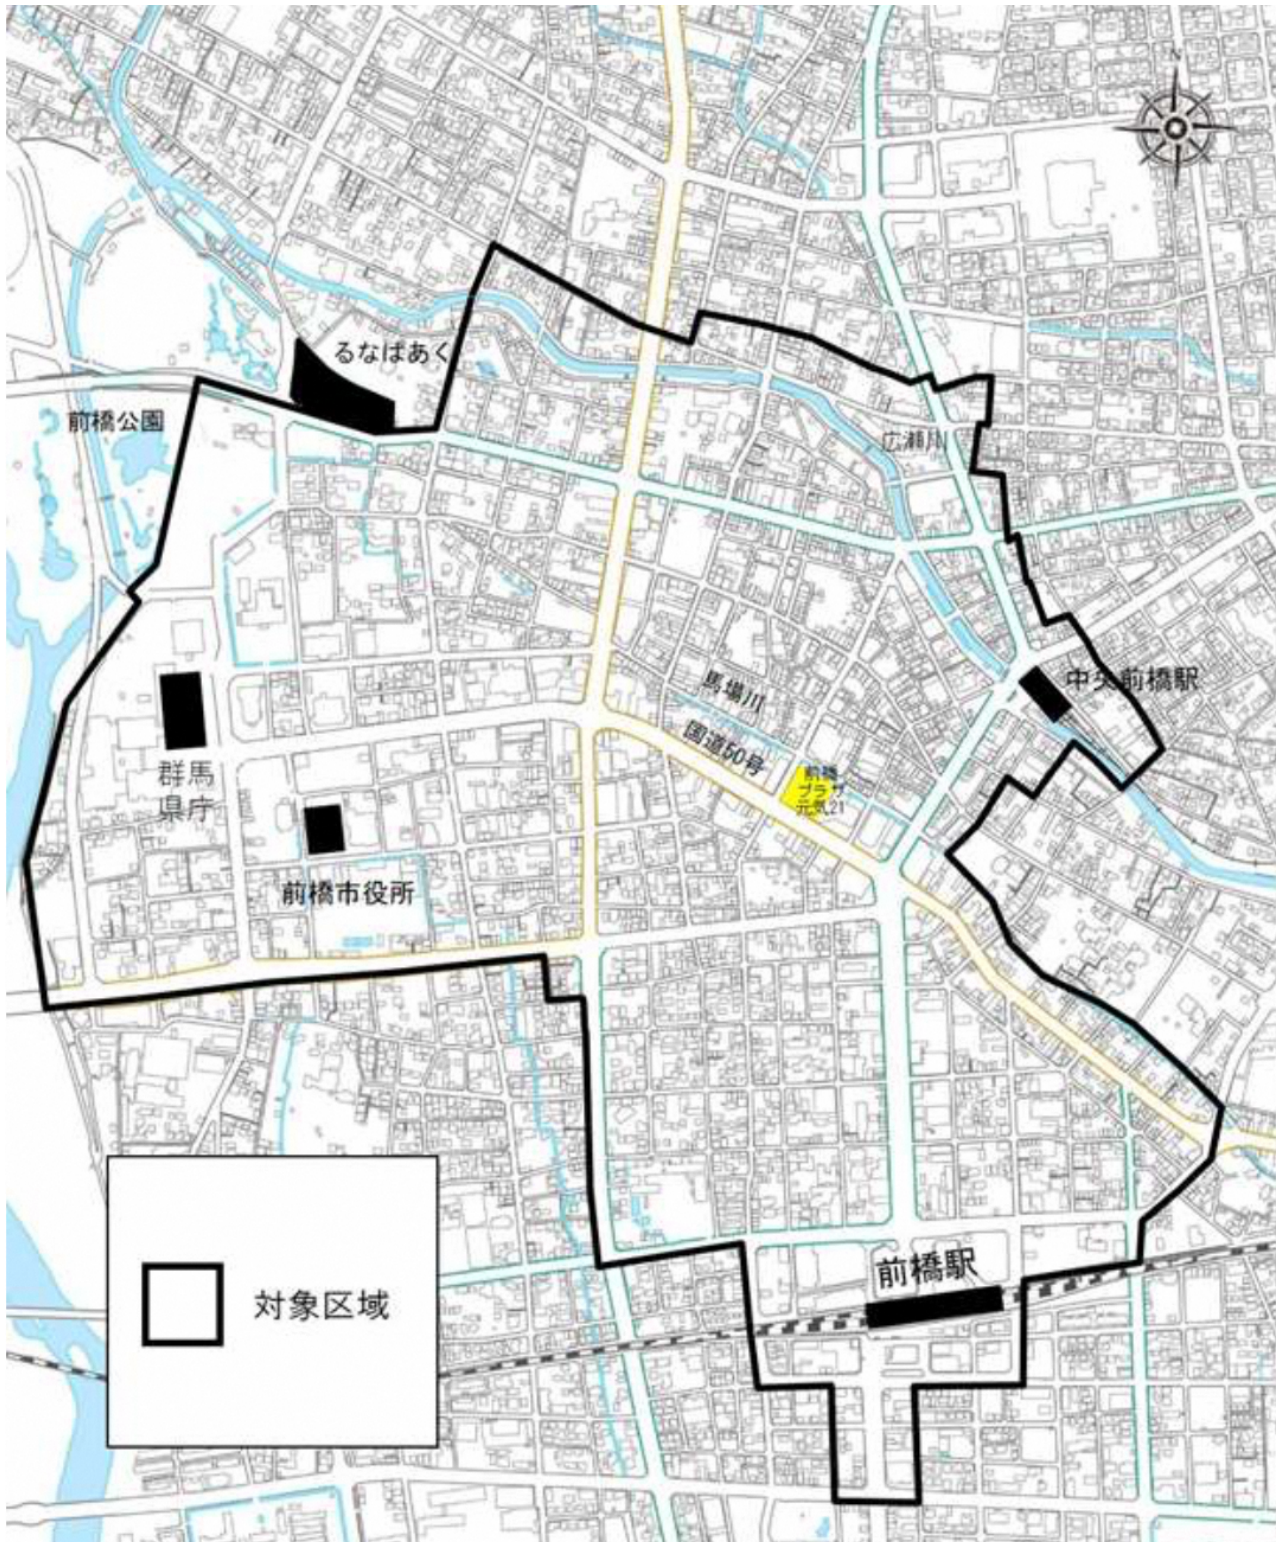 N
るなぱあく
前橋公園
広瀬川
中央前橋駅
馬場川
国道50号
前橋
プラザ
元気21
群馬
県庁
前橋市役所
前橋駅
対象区域